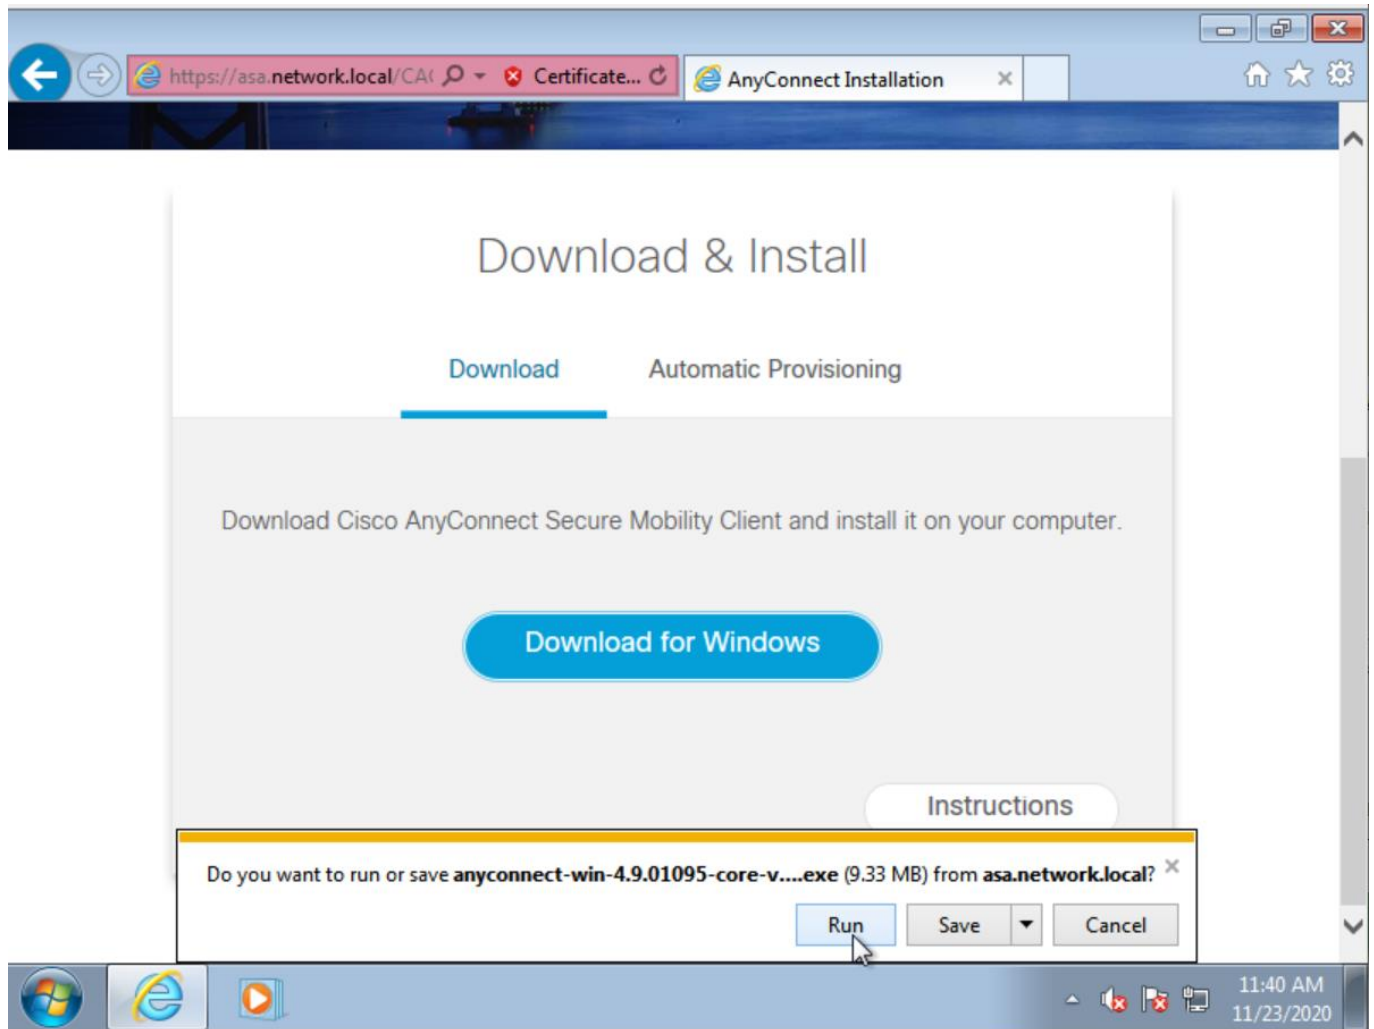 https://asa.network.local/CA Certificate... AnyConnect Installation
Download & Install
Download Automatic Provisioning
Download Cisco AnyConnect Secure Mobility Client and install it on your computer.
Download for Windows
Instructions
Do you want to run or save anyconnect-win-4.9.01095-core-v....exe (9.33 MB) from asa.network.local?
Run Save Cancel
11:40 AM
11/23/2020